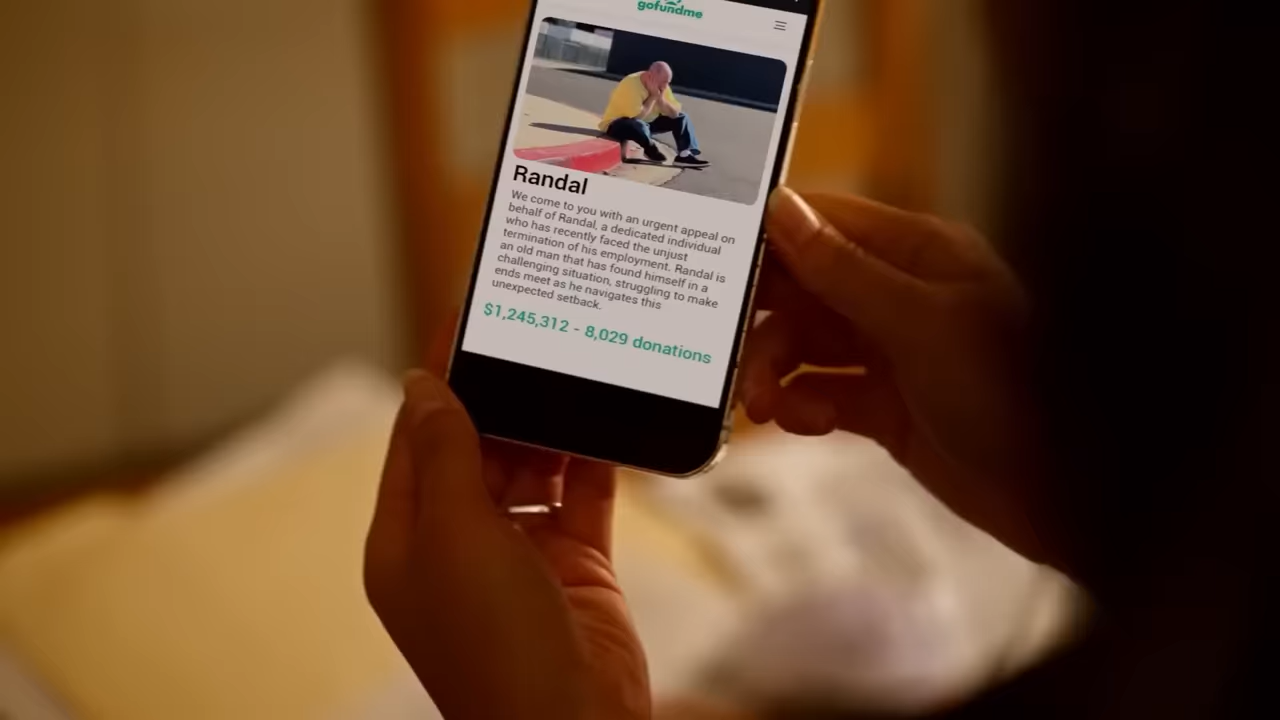 gofundme
Randal
We come to you with an urgent appeal on
behalf of Randal, a dedicated individual
who has recently faced the unjust
termination of his employment. Randal is
an old man that has found himself in a
challenging situation, struggling to make
ends meet as he navigates this
unexpected setback.
$1,245,312 - 8,029 donations